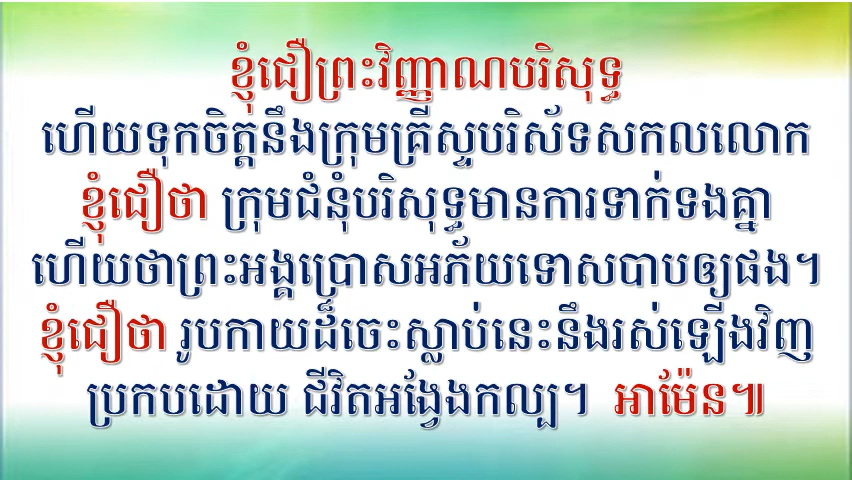 ខ្ញុំជឿព្រះវិញ្ញាណបរិសុទ្ធ
ហើយទុកចិត្តនឹងក្រុមគ្រីស្ទបរិស័ទសកលលោក
ខ្ញុំជឿថា ក្រុមជំនុំបរិសុទ្ធមានការទាក់ទងគ្នា
ហើយថាព្រះអង្គប្រោសអភ័យទោសបាបឲ្យផង។
ខ្ញុំជឿថា រូបកាយដ៏ចេះស្លាប់នេះនឹងរស់ឡើងវិញ
ប្រកបដោយ ជីវិតអង្វែងកល្ប។ អាម៉ែន៕